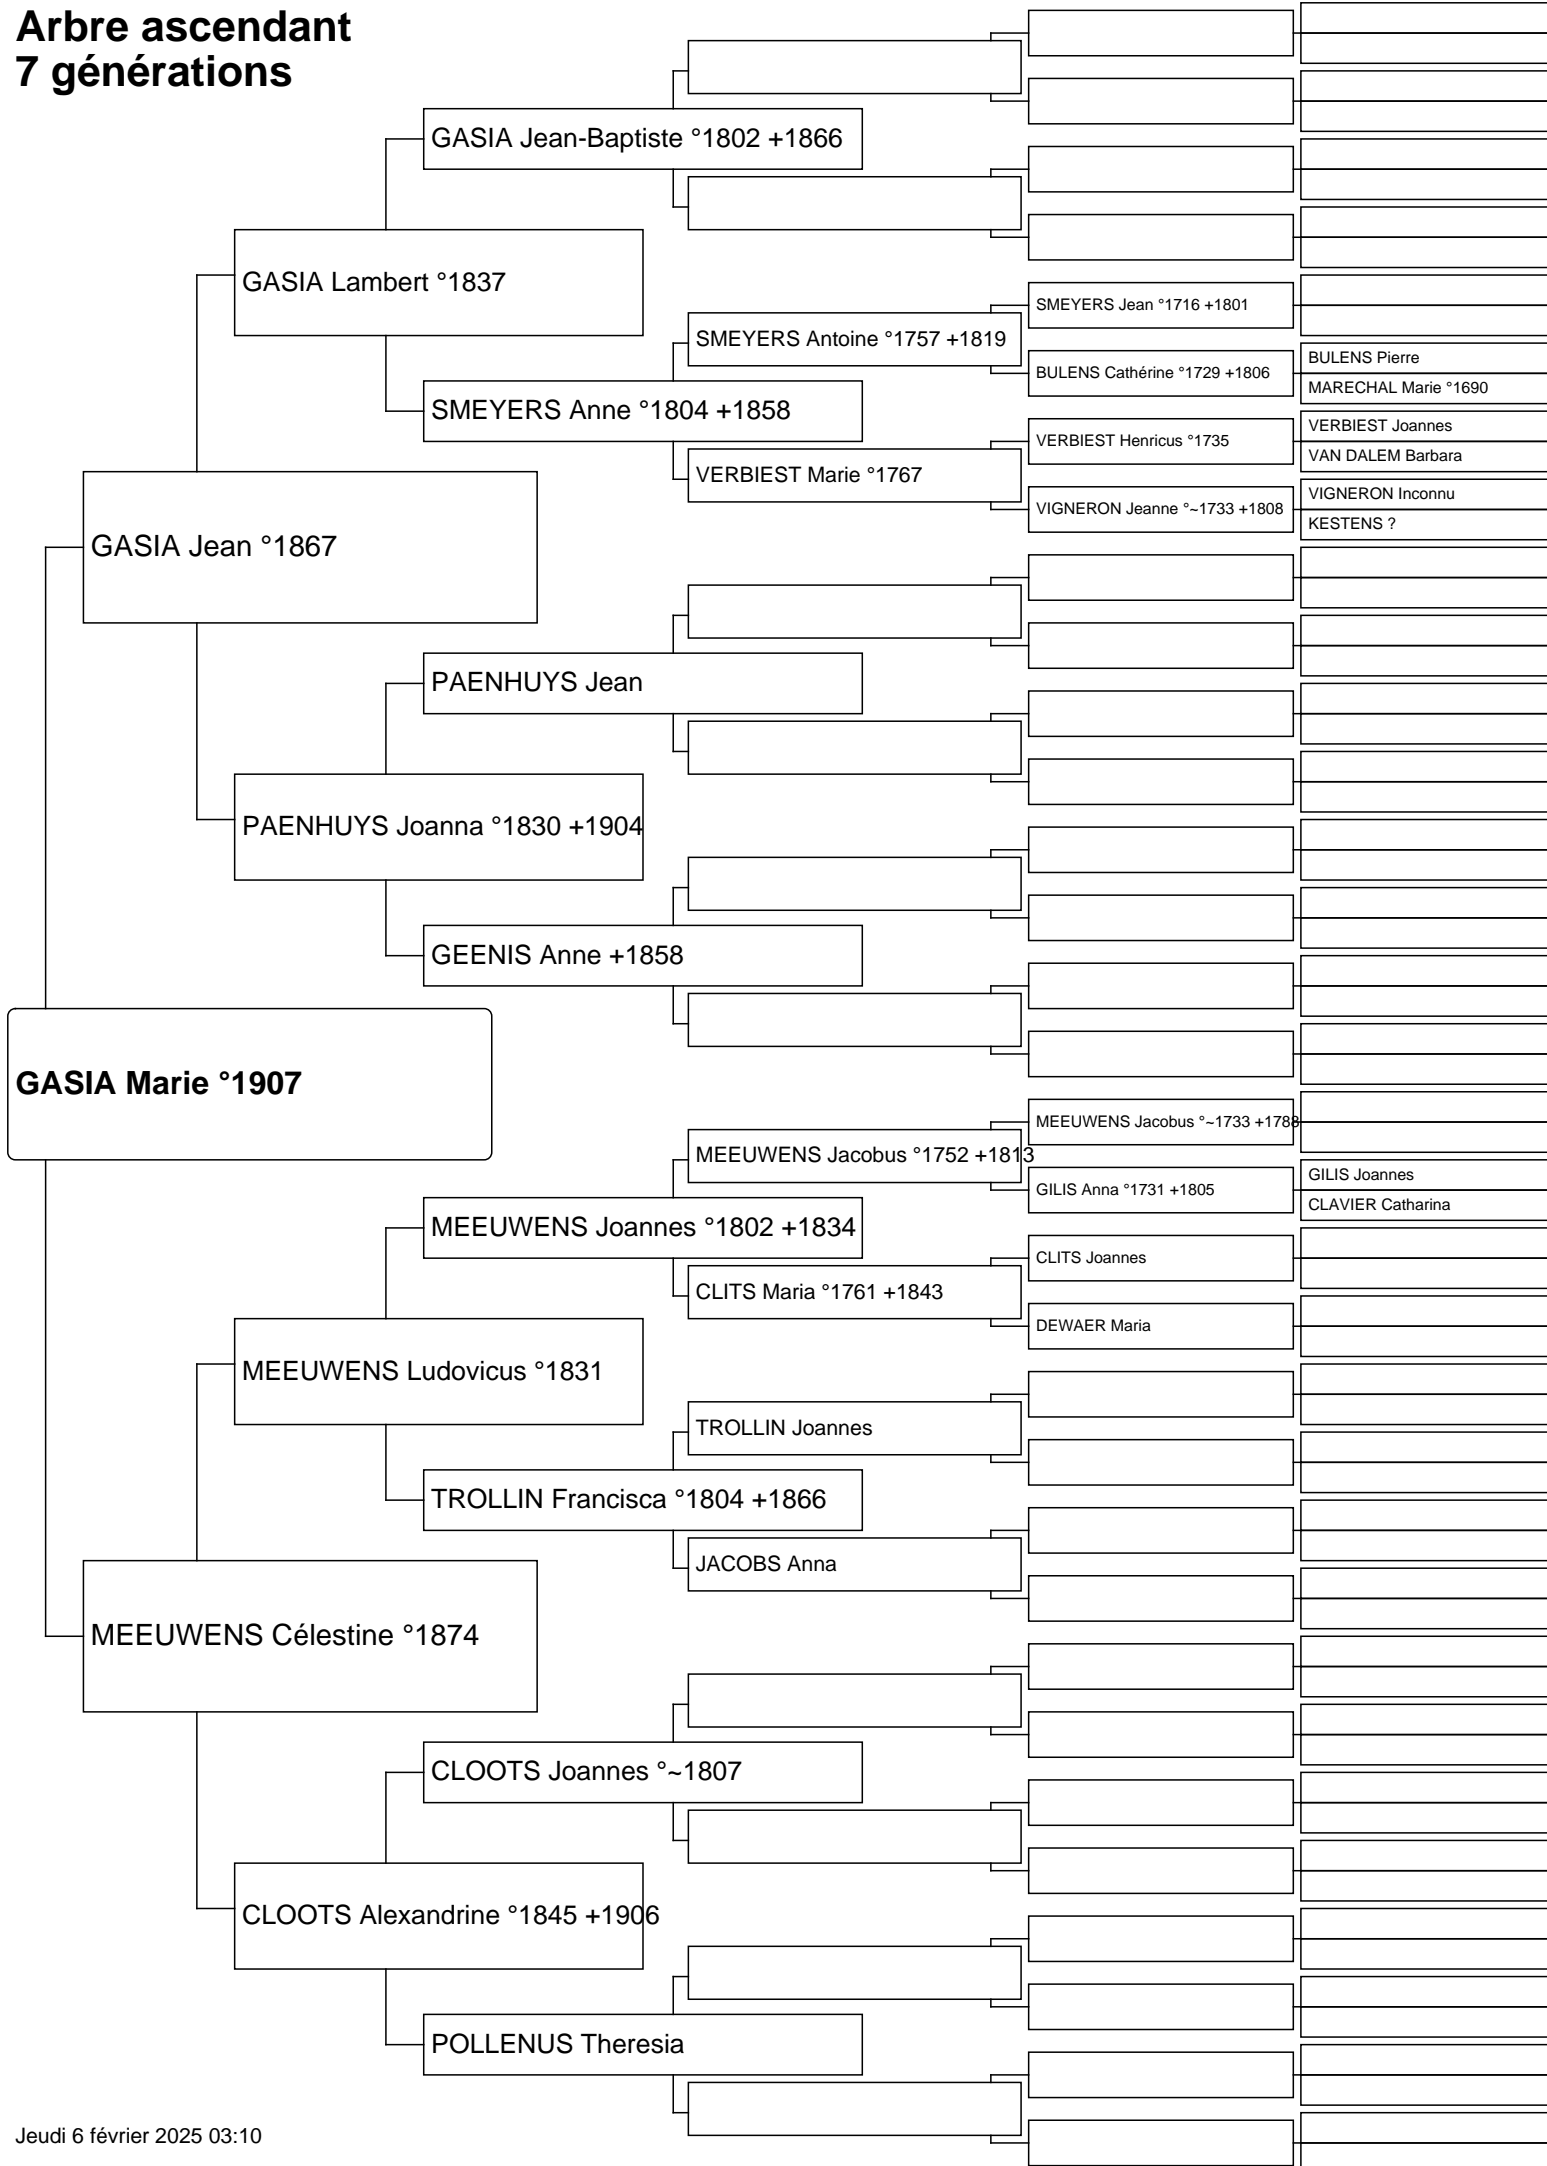 Arbre ascendant
7 générations
GASIA Jean-Baptiste °1802 +1866
GASIA Lambert °1837
SMEYERS Jean °1716 +1801
SMEYERS Antoine °1757 +1819
BULENS Pierre
BULENS Cathérine °1729 +1806
MARECHAL Marie °1690
SMEYERS Anne °1804 +1858
VERBIEST Joannes
VERBIEST Henricus °1735
VAN DALEM Barbara
VERBIEST Marie °1767
VIGNERON Inconnu
VIGNERON Jeanne °~1733 +1808
KESTENS ?
GASIA Jean °1867
PAENHUYS Jean
PAENHUYS Joanna °1830 +1904
GEENIS Anne +1858
GASIA Marie °1907
MEEUWENS Jacobus °~1733 +1788
MEEUWENS Jacobus °1752 +1813
GILIS Joannes
GILIS Anna °1731 +1805
CLAVIER Catharina
MEEUWENS Joannes °1802 +1834
CLITS Joannes
CLITS Maria °1761 +1843
DEWAER Maria
MEEUWENS Ludovicus °1831
TROLLIN Joannes
TROLLIN Francisca °1804 +1866
JACOBS Anna
MEEUWENS Célestine °1874
CLOOTS Joannes °~1807
CLOOTS Alexandrine °1845 +1906
POLLENUS Theresia
Jeudi 6 février 2025 03:10